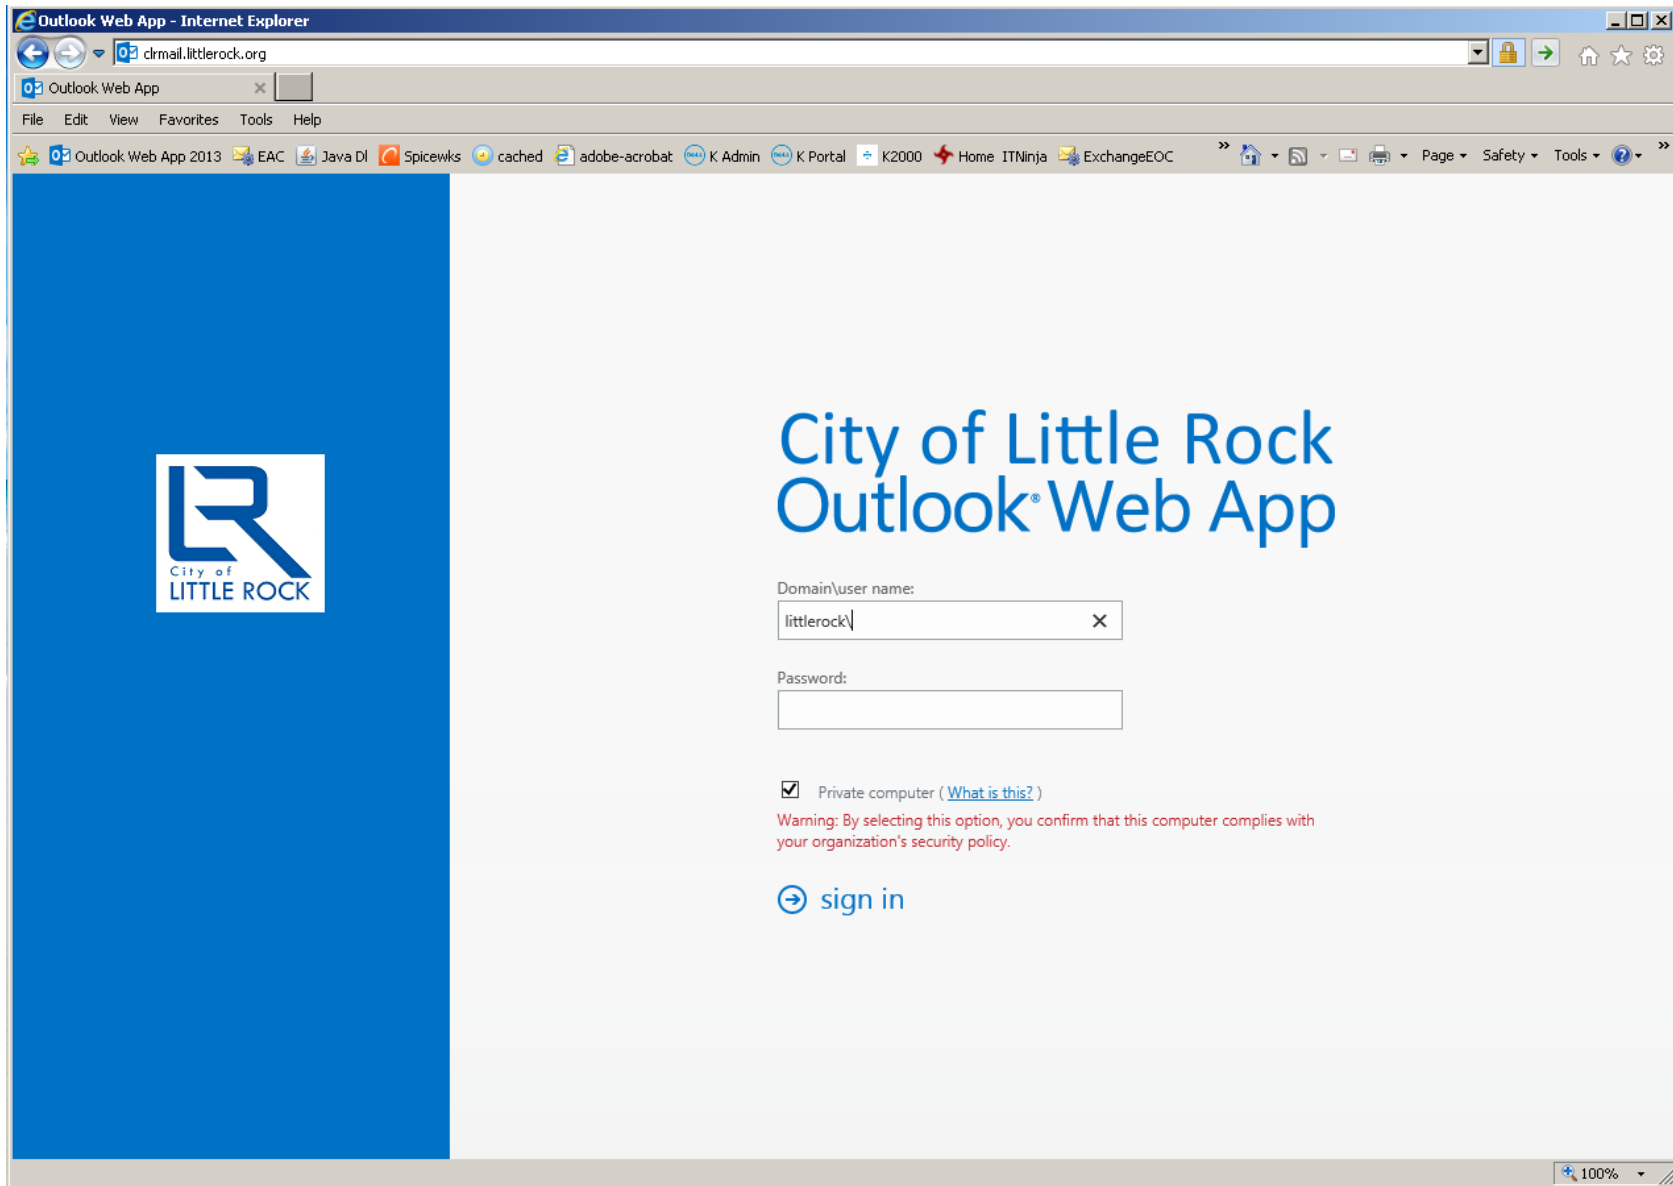 Outlook Web App - Internet Explorer
clrmail.littlerock.org
Outlook Web App
File Edit View Favorites Tools Help
Outlook Web App 2013 EAC Java Dl Spicewks cached adobe-acrobat K Admin K Portal K2000 Home ITNinja ExchangeEOC » Page Safety Tools »
City of Little Rock
Outlook® Web App
City of
LITTLE ROCK
Domain\user name:
littlerock\
Password:
Private computer ( What is this? )
Warning: By selecting this option, you confirm that this computer complies with
your organization's security policy.
sign in
100%